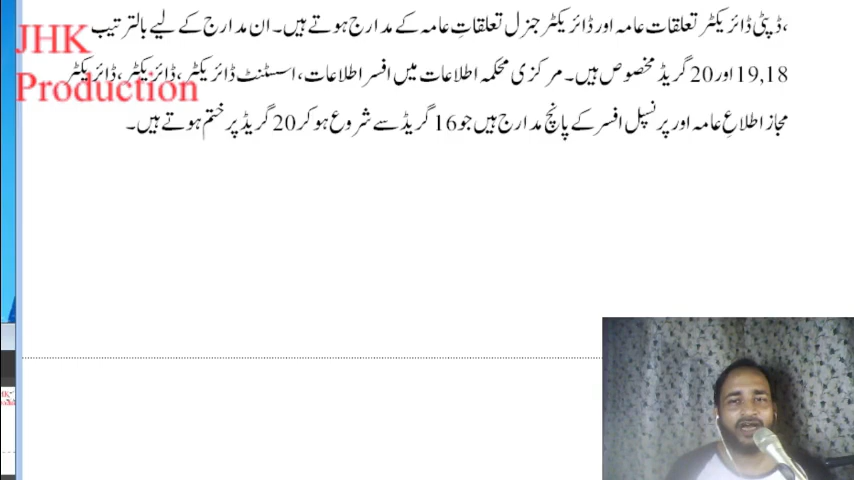 ،ڈپٹی ڈائریکٹر تعلقات عامہ اور ڈائریکٹر جنرل تعلقاتِ عامہ کے مدارج ہوتے ہیں۔ ان مدارج کے لیے بالترتیب
19,18 اور 20 گریڈ مخصوص ہیں۔ مرکزی محکمہ اطلاعات میں افسر اطلاعات، اسسٹنٹ ڈائریکٹر، ڈائریکٹر، ڈائریکٹر
مجاز اطلاعِ عامہ اور پرنسپل افسر کے پانچ مدارج ہیں جو 16 گریڈ سے شروع ہو کر 20 گریڈ پر ختم ہوتے ہیں۔
JHK
Production